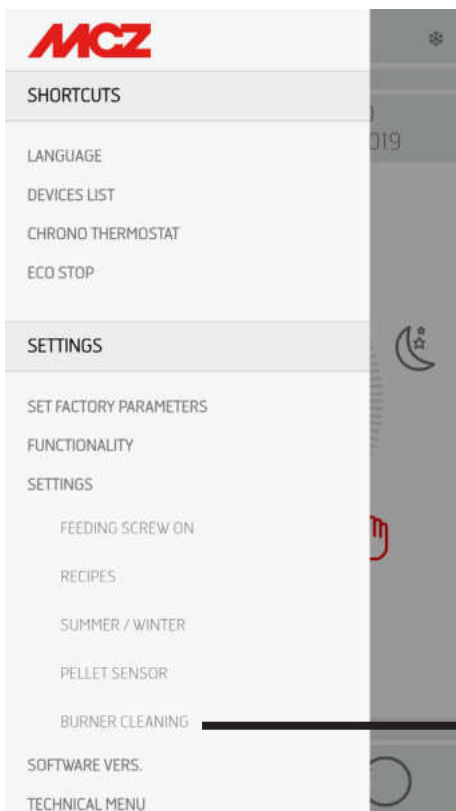 MCZ
SHORTCUTS
019
LANGUAGE
DEVICES LIST
CHRONO THERMOSTAT
ECO STOP
SETTINGS
SET FACTORY PARAMETERS
FUNCTIONALITY
SETTINGS
FEEDING SCREW ON
RECIPES
SUMMER / WINTER
PELLET SENSOR
BURNER CLEANING
SOFTWARE VERS.
TECHNICAL MENU